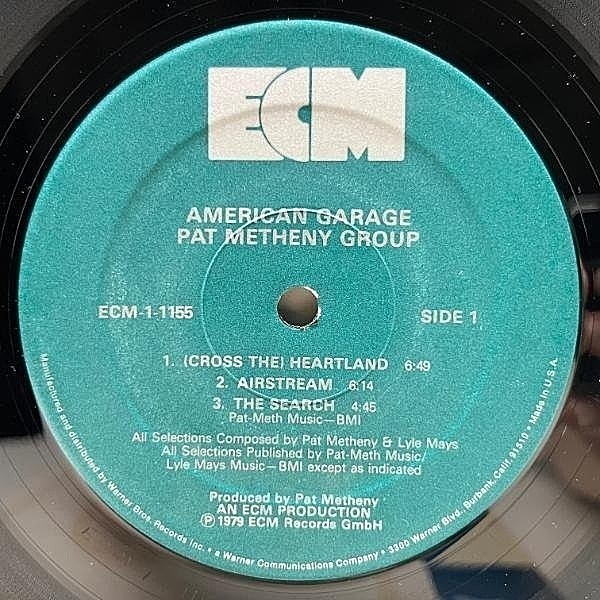 ECM
AMERICAN GARAGE
PAT METHENY GROUP
ECM-1-1155
SIDE 1
1. (CROSS THE) HEARTLAND 6:49
2. AIRSTREAM 6:14
3. THE SEARCH 4:45
Pat-Meth Music—BMI
All Selections Composed by Pat Metheny & Lyle Mays
All Selections Published by Pat-Meth Music/
Lyle Mays Music—BMI except as indicated
Produced by Pat Metheny
AN ECM PRODUCTION
℗ 1979 ECM Records GmbH
Manufactured and distributed by Warner Bros. Records Inc. • a Warner Communications Company • 3300 Warner Blvd., Burbank, Calif. 91510 • Made in U.S.A.